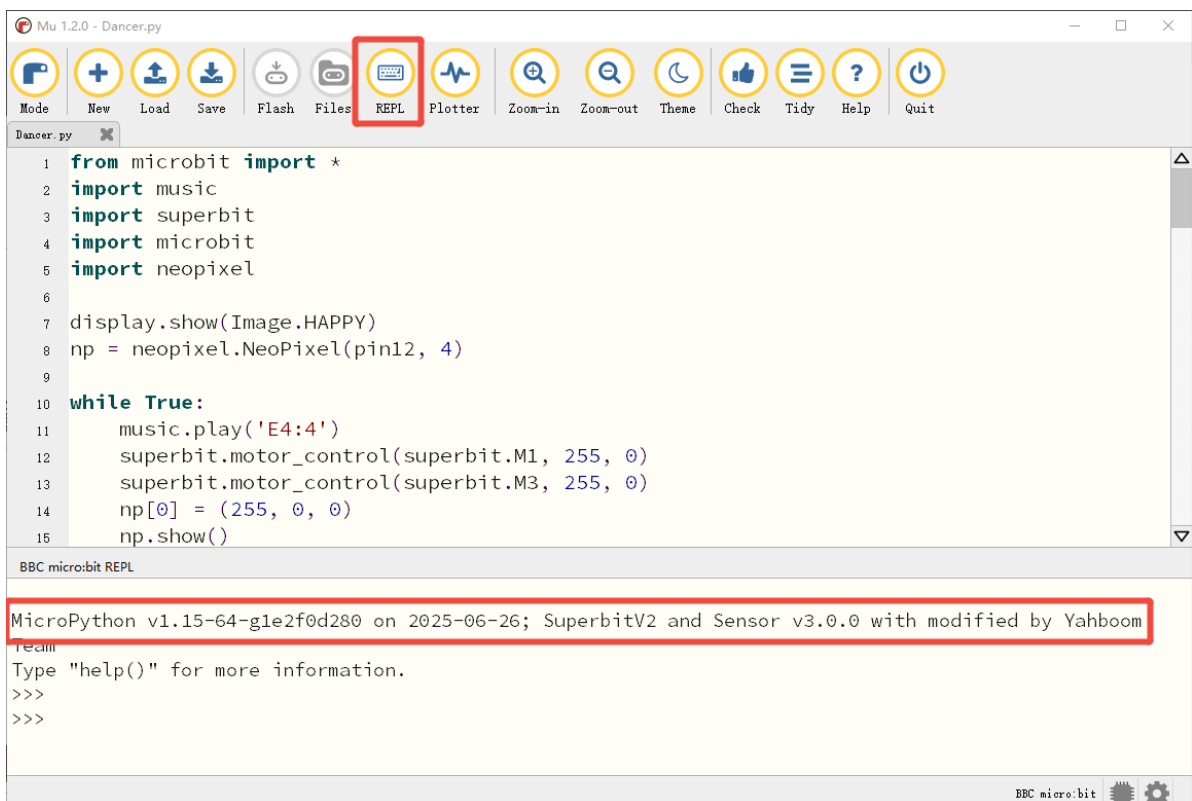 Mu 1.2.0 - Dancer.py
Mode New Load Save Flash Files REPL Plotter Zoom-in Zoom-out Theme Check Tidy Help Quit
Dancer.py
1 from microbit import *
2 import music
3 import superbit
4 import microbit
5 import neopixel
6
7 display.show(Image.HAPPY)
8 np = neopixel.NeoPixel(pin12, 4)
9
10 while True:
11     music.play('E4:4')
12     superbit.motor_control(superbit.M1, 255, 0)
13     superbit.motor_control(superbit.M3, 255, 0)
14     np[0] = (255, 0, 0)
15     np.show()
BBC micro:bit REPL
MicroPython v1.15-64-g1e2f0d280 on 2025-06-26; SuperbitV2 and Sensor v3.0.0 with modified by Yahboom
Team
Type "help()" for more information.
>>>
>>>
BBC micro:bit